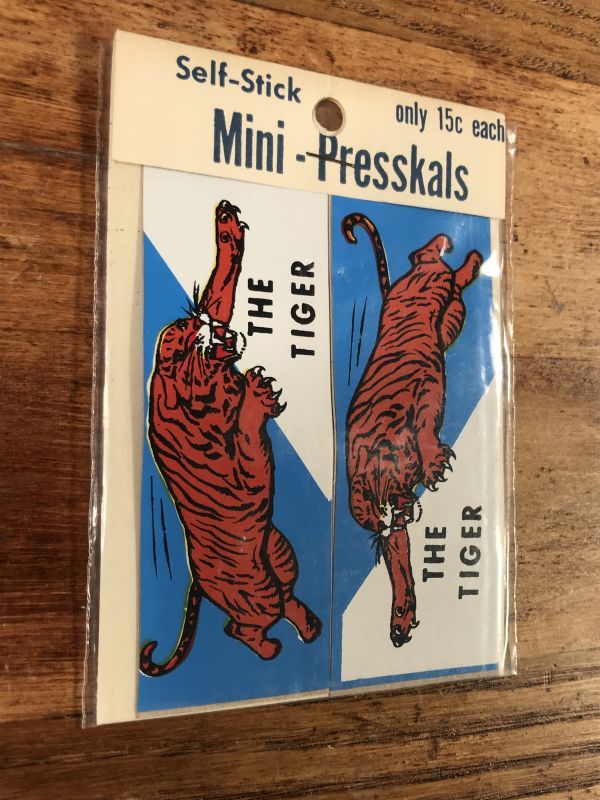 Self-Stick
only 15c each
Mini-Presskals
THE
TIGER
THE
TIGER